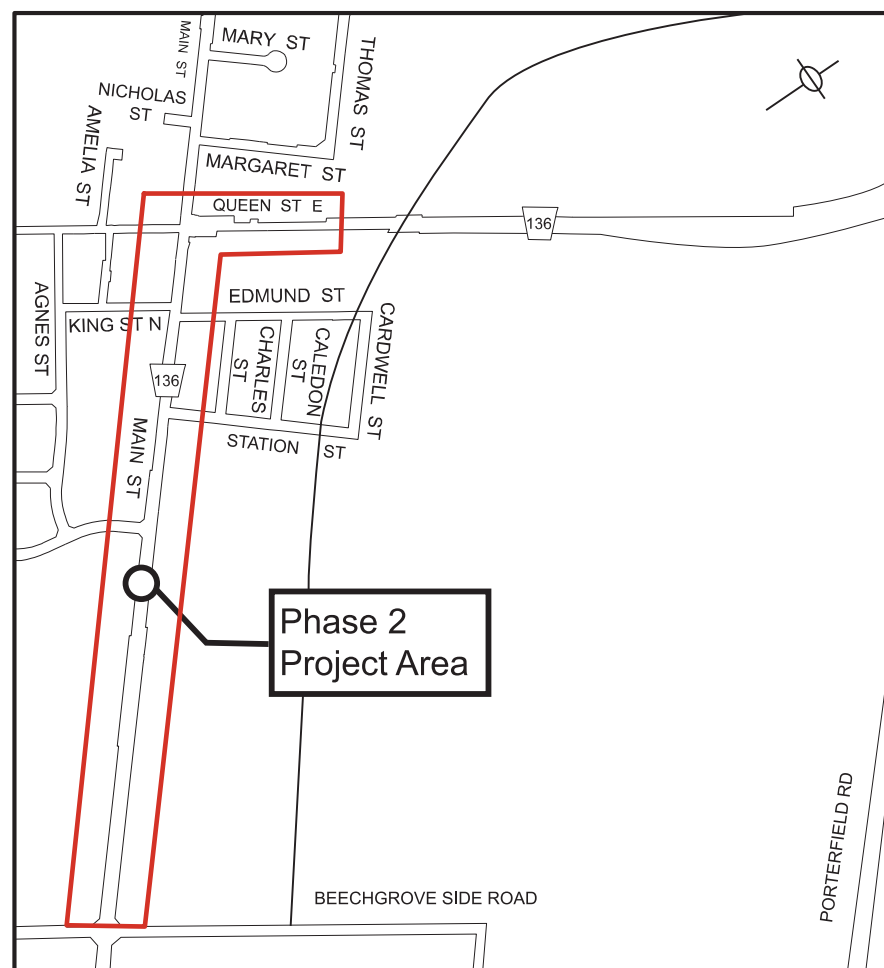 MAIN ST
MARY ST
THOMAS ST
NICHOLAS
ST
AMELIA ST
MARGARET ST
QUEEN ST E
136
AGNES ST
EDMUND ST
KING ST N
CHARLES
ST
CALEDON
ST
CARDWELL ST
136
MAIN ST
STATION ST
Phase 2
Project Area
PORTERFIELD RD
BEECHGROVE SIDE ROAD